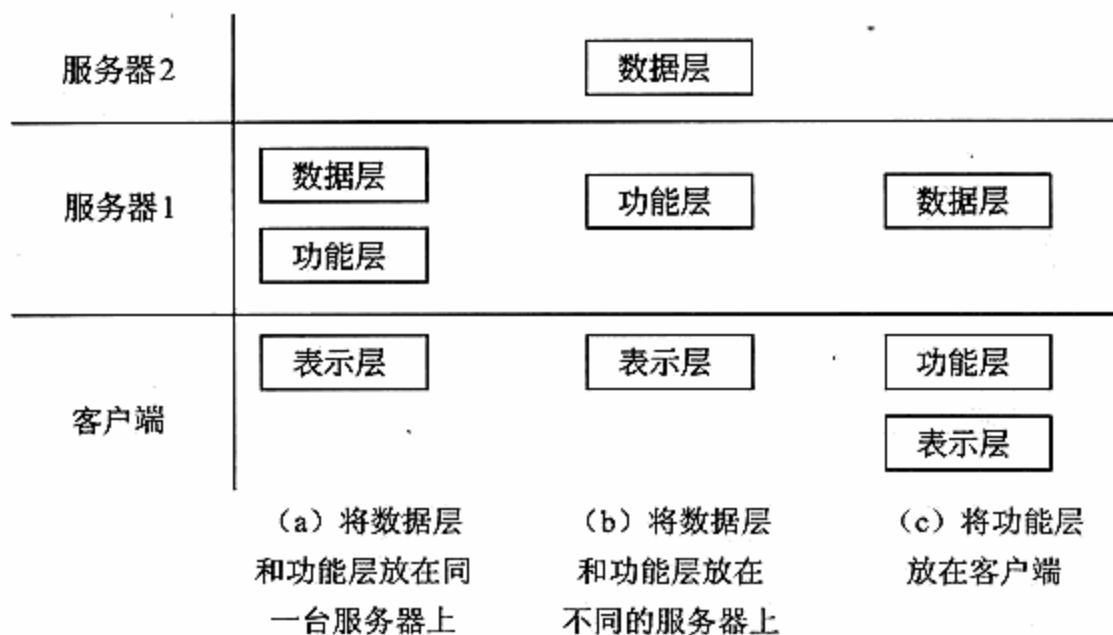 服务器2
数据层
服务器1
数据层
功能层
功能层
数据层
客户端
表示层
表示层
功能层
表示层
（a）将数据层
和功能层放在同
一台服务器上
（b）将数据层
和功能层放在
不同的服务器上
（c）将功能层
放在客户端